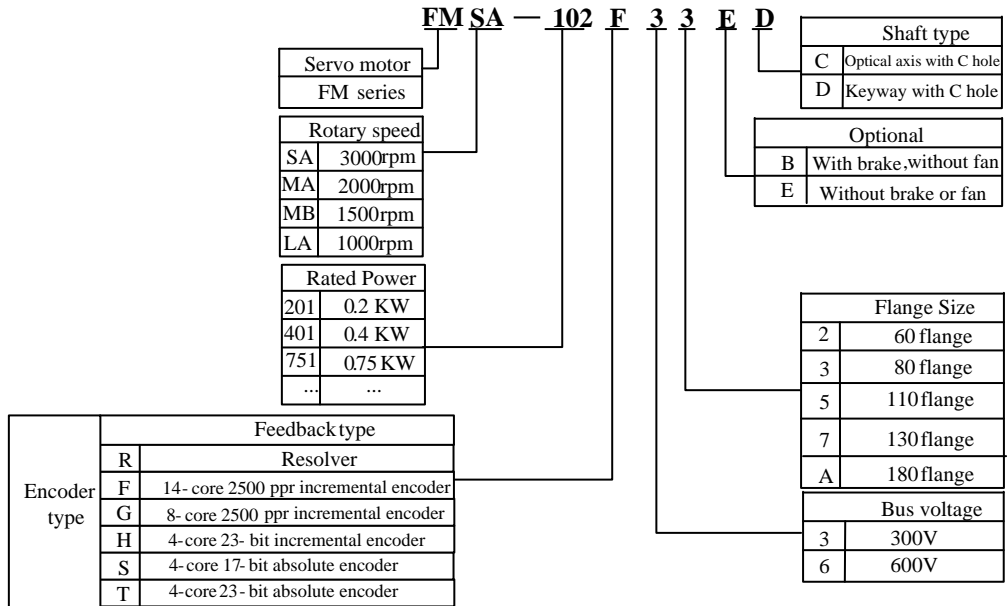 FM SA — 102 F 3 3 E D
Servo motor
FM series
Rotary speed
SA 3000rpm
MA 2000rpm
MB 1500rpm
LA 1000rpm
Rated Power
201 0.2 KW
401 0.4 KW
751 0.75 KW
... ...
Encoder type
Feedback type
R Resolver
F 14-core 2500 ppr incremental encoder
G 8-core 2500 ppr incremental encoder
H 4-core 23-bit incremental encoder
S 4-core 17-bit absolute encoder
T 4-core 23-bit absolute encoder
Shaft type
C Optical axis with C hole
D Keyway with C hole
Optional
B With brake,without fan
E Without brake or fan
Flange Size
2 60 flange
3 80 flange
5 110 flange
7 130 flange
A 180 flange
Bus voltage
3 300V
6 600V